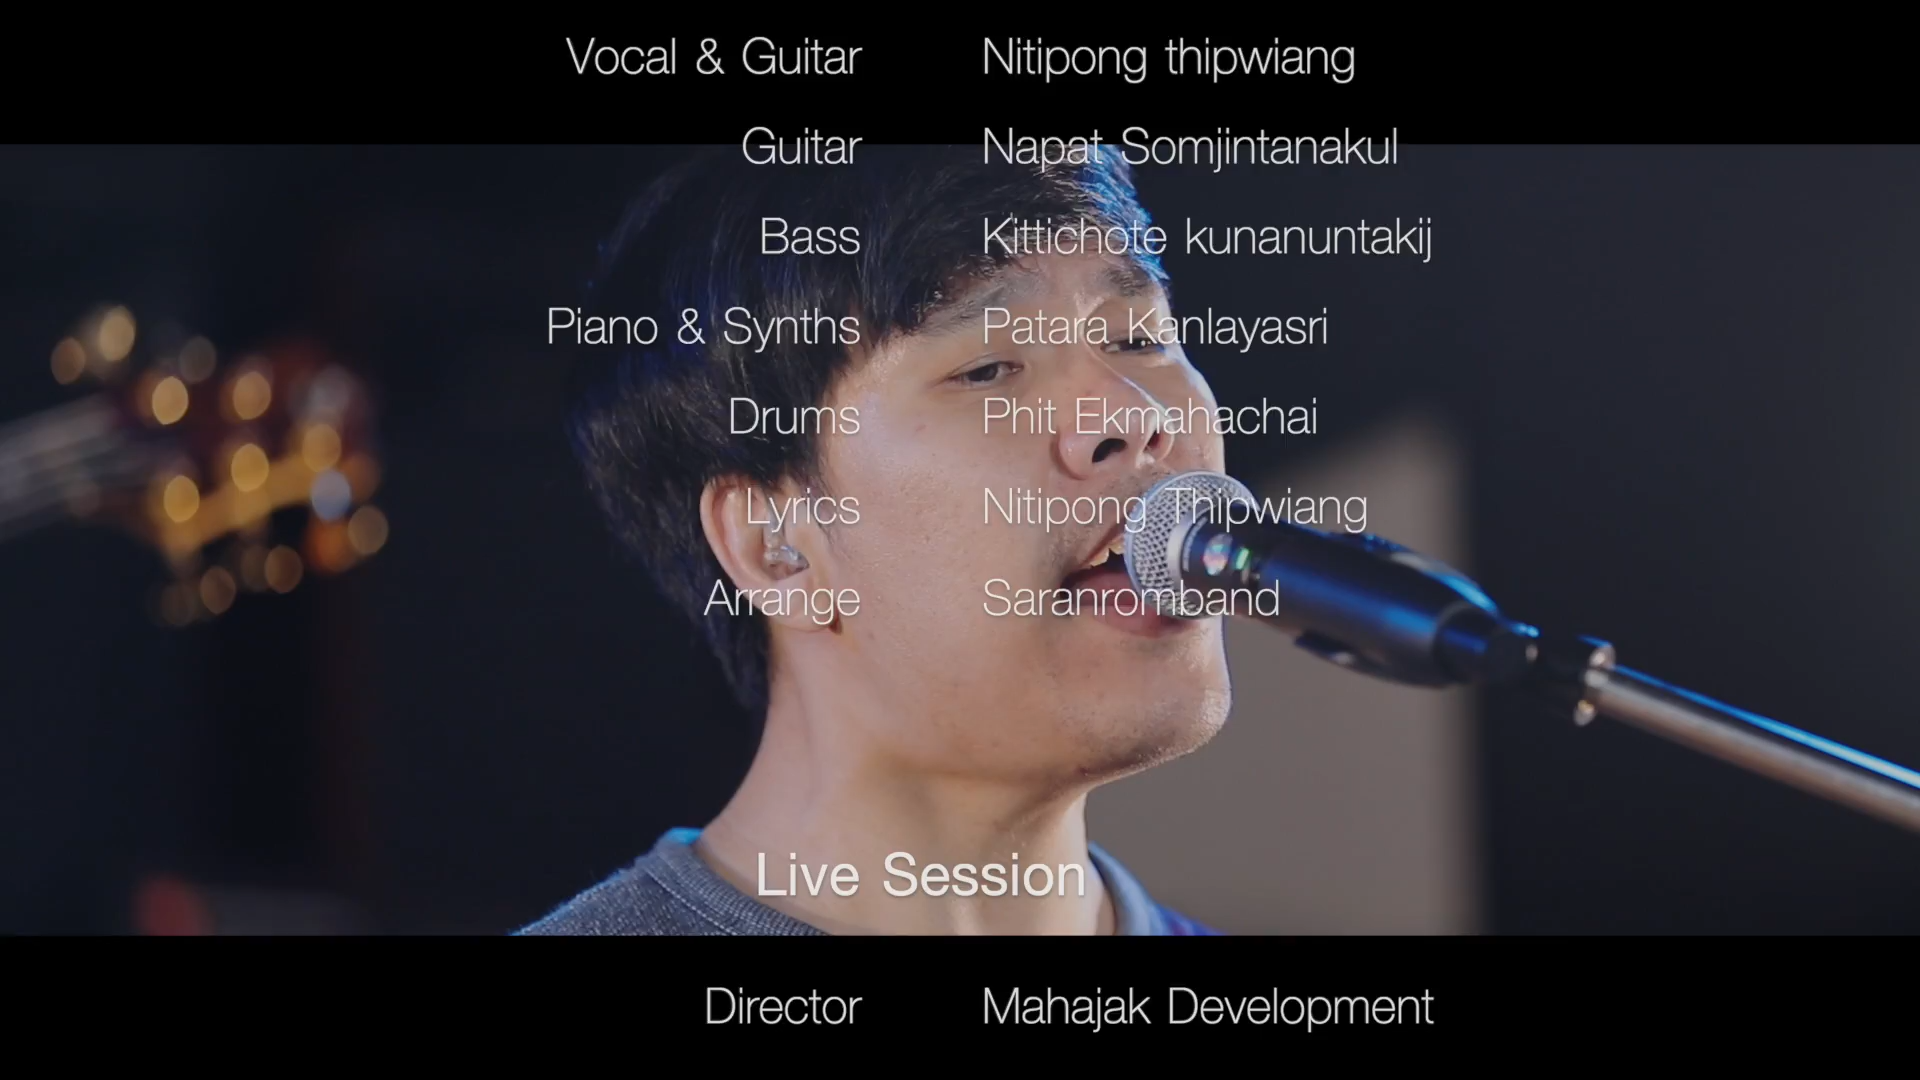 Vocal & Guitar Nitipong thipwiang
Guitar Napat Somjintanakul
Bass Kittichote kunanuntakij
Piano & Synths Patara Kanlayasri
Drums Phit Ekmahachai
Lyrics Nitipong Thipwiang
Arrange Saranromband
Live Session
Director Mahajak Development